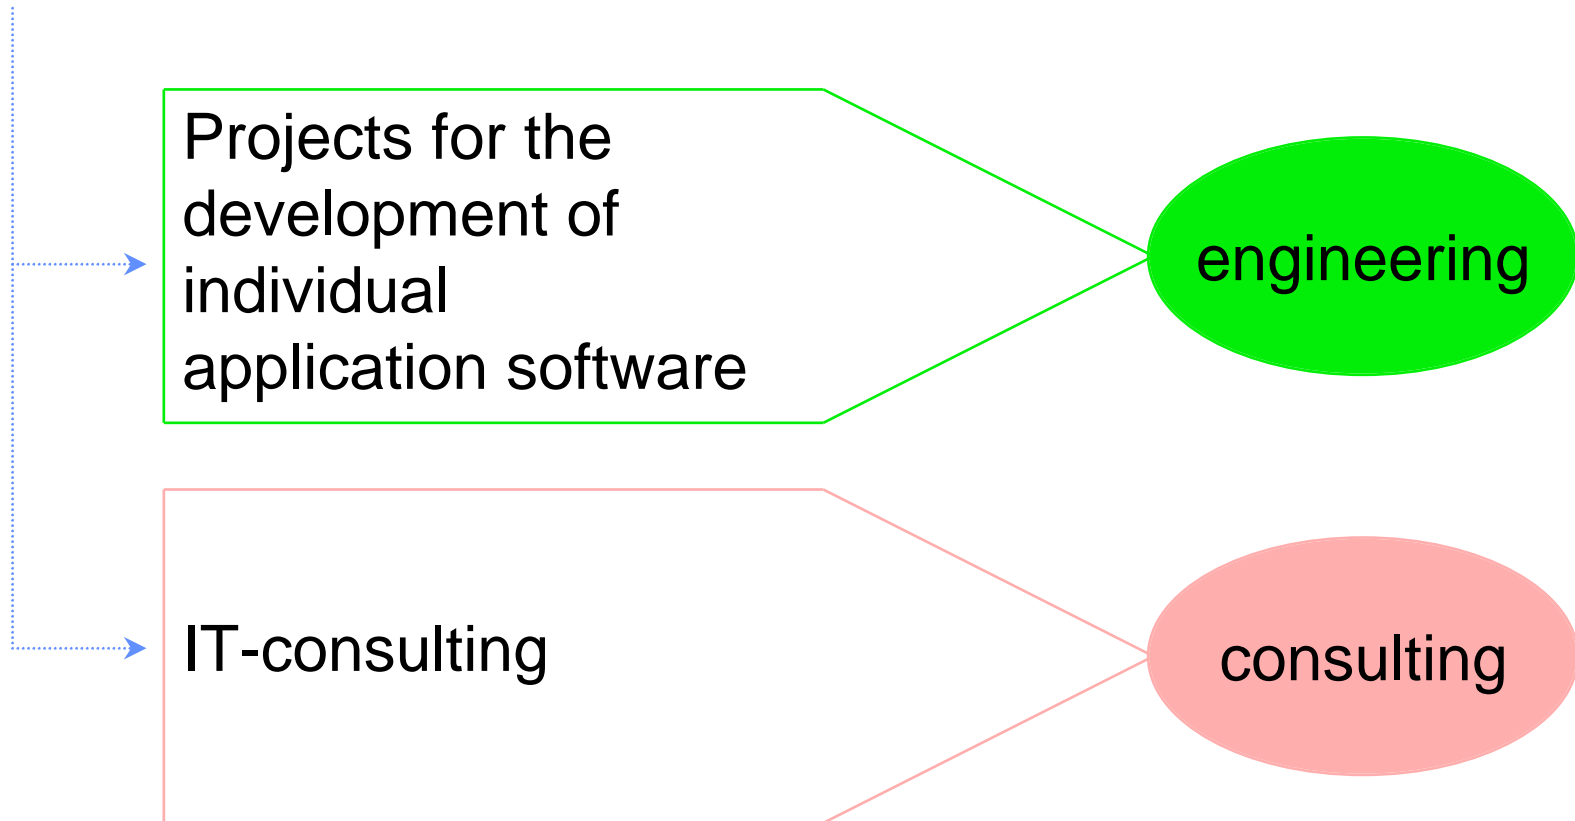 Projects for the
development of
individual
application software
engineering
IT-consulting
consulting